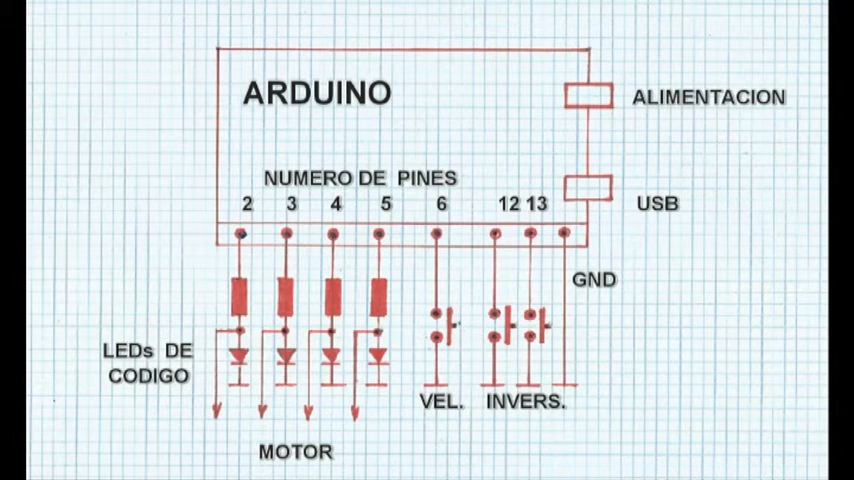 ARDUINO
ALIMENTACION
NUMERO DE PINES
2 3 4 5 6 12 13
USB
GND
LEDs DE
CODIGO
VEL. INVERS.
MOTOR